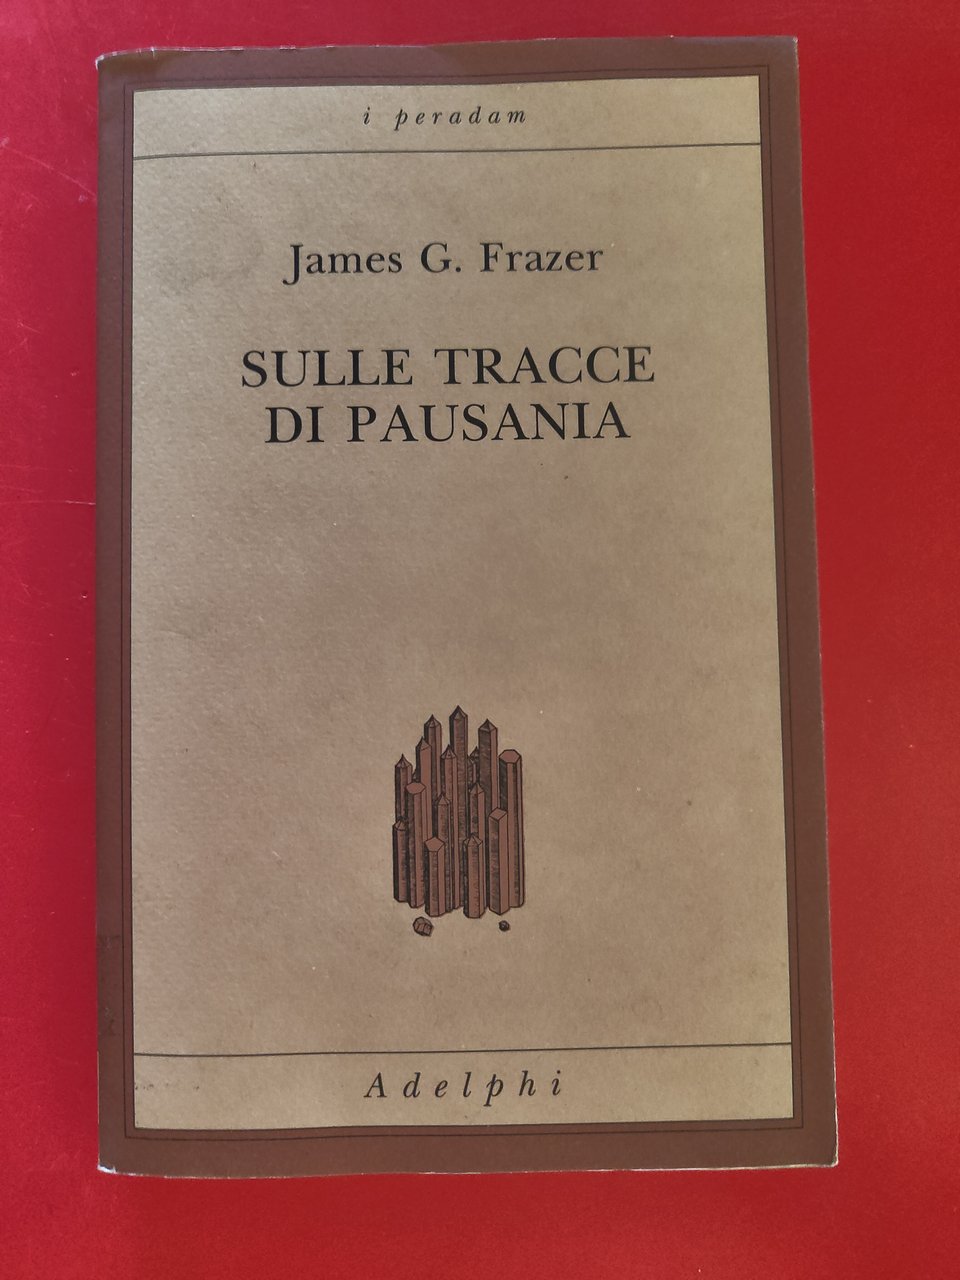 i peradam
James G. Frazer
SULLE TRACCE
DI PAUSANIA
Adelphi